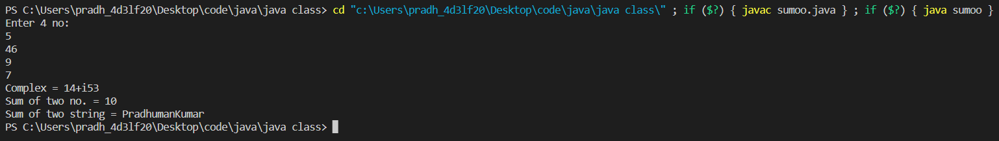 PS C:\Users\pradh_4d3lf20\Desktop\code\java\java class> cd "c:\Users\pradh_4d3lf20\Desktop\code\java\java class\" ; if ($?) { javac sumoo.java } ; if ($?) { java sumoo }
Enter 4 no:
5
46
9
7
Complex = 14+i53
Sum of two no. = 10
Sum of two string = PradhumanKumar
PS C:\Users\pradh_4d3lf20\Desktop\code\java\java class>